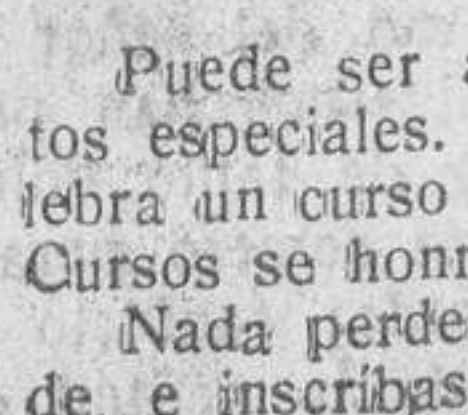 Puede ser
tos especiales.
lebra un curso
Cursos se honr
Nada perde
de e inscríbas